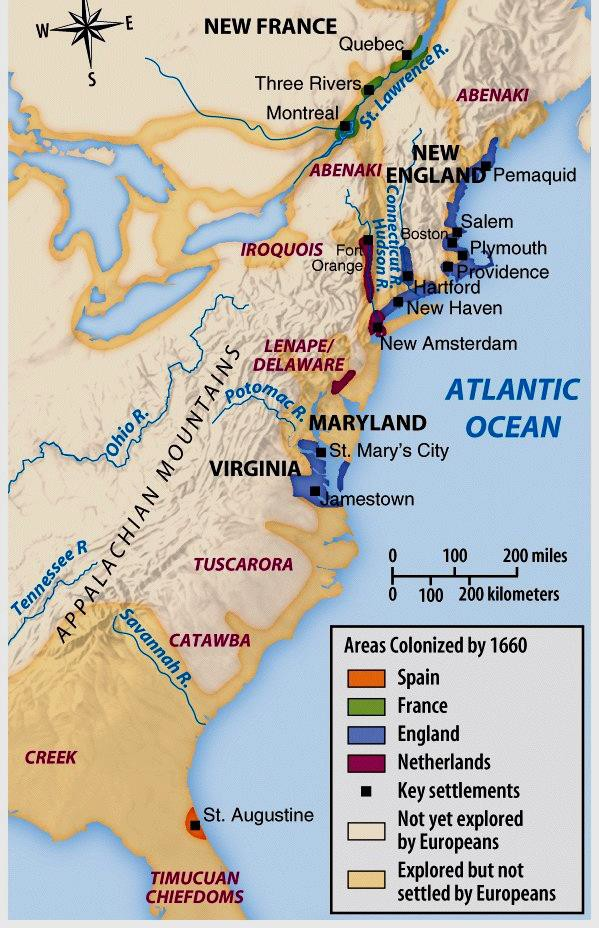 W
E
S
NEW FRANCE
Quebec
Three Rivers
St. Lawrence R.
Montreal
ABENAKI
ABENAKI
NEW
ENGLAND
Pemaquid
Connecticut R.
Hudson R.
Salem
Boston
Plymouth
Providence
IROQUOIS
Fort
Orange
Hartford
New Haven
New Amsterdam
LENAPE/
DELAWARE
Potomac R.
ATLANTIC
OCEAN
Ohio R.
APPALACHIAN MOUNTAINS
MARYLAND
St. Mary's City
VIRGINIA
Jamestown
Tennessee R
TUSCARORA
0 100 200 miles
0 100 200 kilometers
Savannah R.
CATAWBA
CREEK
St. Augustine
TIMUCUAN
CHIEFDOMS
Areas Colonized by 1660
Spain
France
England
Netherlands
Key settlements
Not yet explored
by Europeans
Explored but not
settled by Europeans